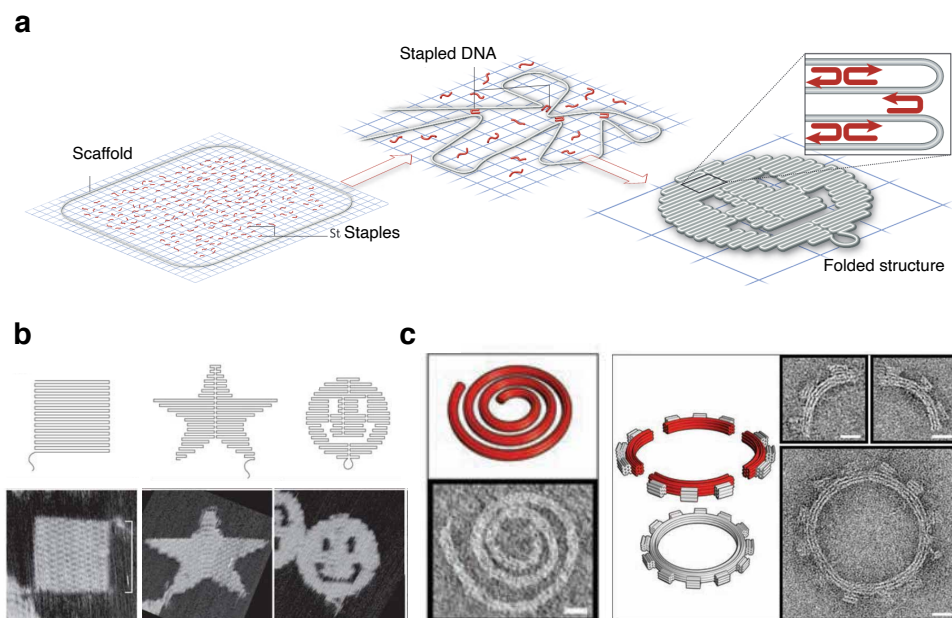 a
Stapled DNA
Scaffold
St Staples
Folded structure
b
c